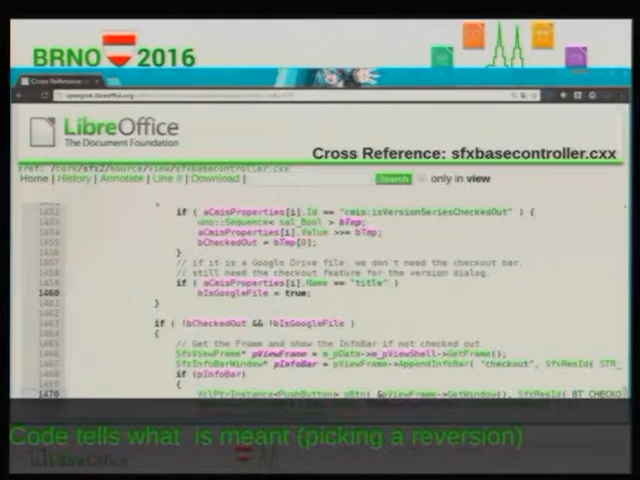 BRNO 2016
Cross Reference:
LibreOffice
The Document Foundation
Cross Reference: sfxbasecontroller.cxx
xref: /core/sfx2/source/view/sfxbasecontroller.cxx
Home | History | Annotate | Line # | Download | Search only in view
1452 if ( aCmisProperties[i].Id == "cmis:isVersionSeriesCheckedOut" ) {
1453 uno::Sequence< sal_Bool > bTmp;
1454 aCmisProperties[i].Value >>= bTmp;
1455 bCheckedOut = bTmp[0];
1456 }
1457 // if it is a Google Drive file, we don't need the checkout bar,
1458 // still need the checkout feature for the version dialog.
1459 if ( aCmisProperties[i].Name == "title" )
1460 bIsGoogleFile = true;
1461 }
1463 if ( !bCheckedOut && !bIsGoogleFile )
1464 {
1465 // Get the Frame and show the InfoBar if not checked out
1466 SfxViewFrame* pViewFrame = m_pData->m_pViewShell->GetFrame();
1467 SfxInfoBarWindow* pInfoBar = pViewFrame->AppendInfoBar( "checkout", SfxResId( STR_
1468 if (pInfoBar)
1469 {
1470 VclPtrInstance<PushButton> pBtn( &pViewFrame->GetWindow(), SfxResId( BT_CHECKO
Code tells what is meant (picking a reversion)
LibreOffice